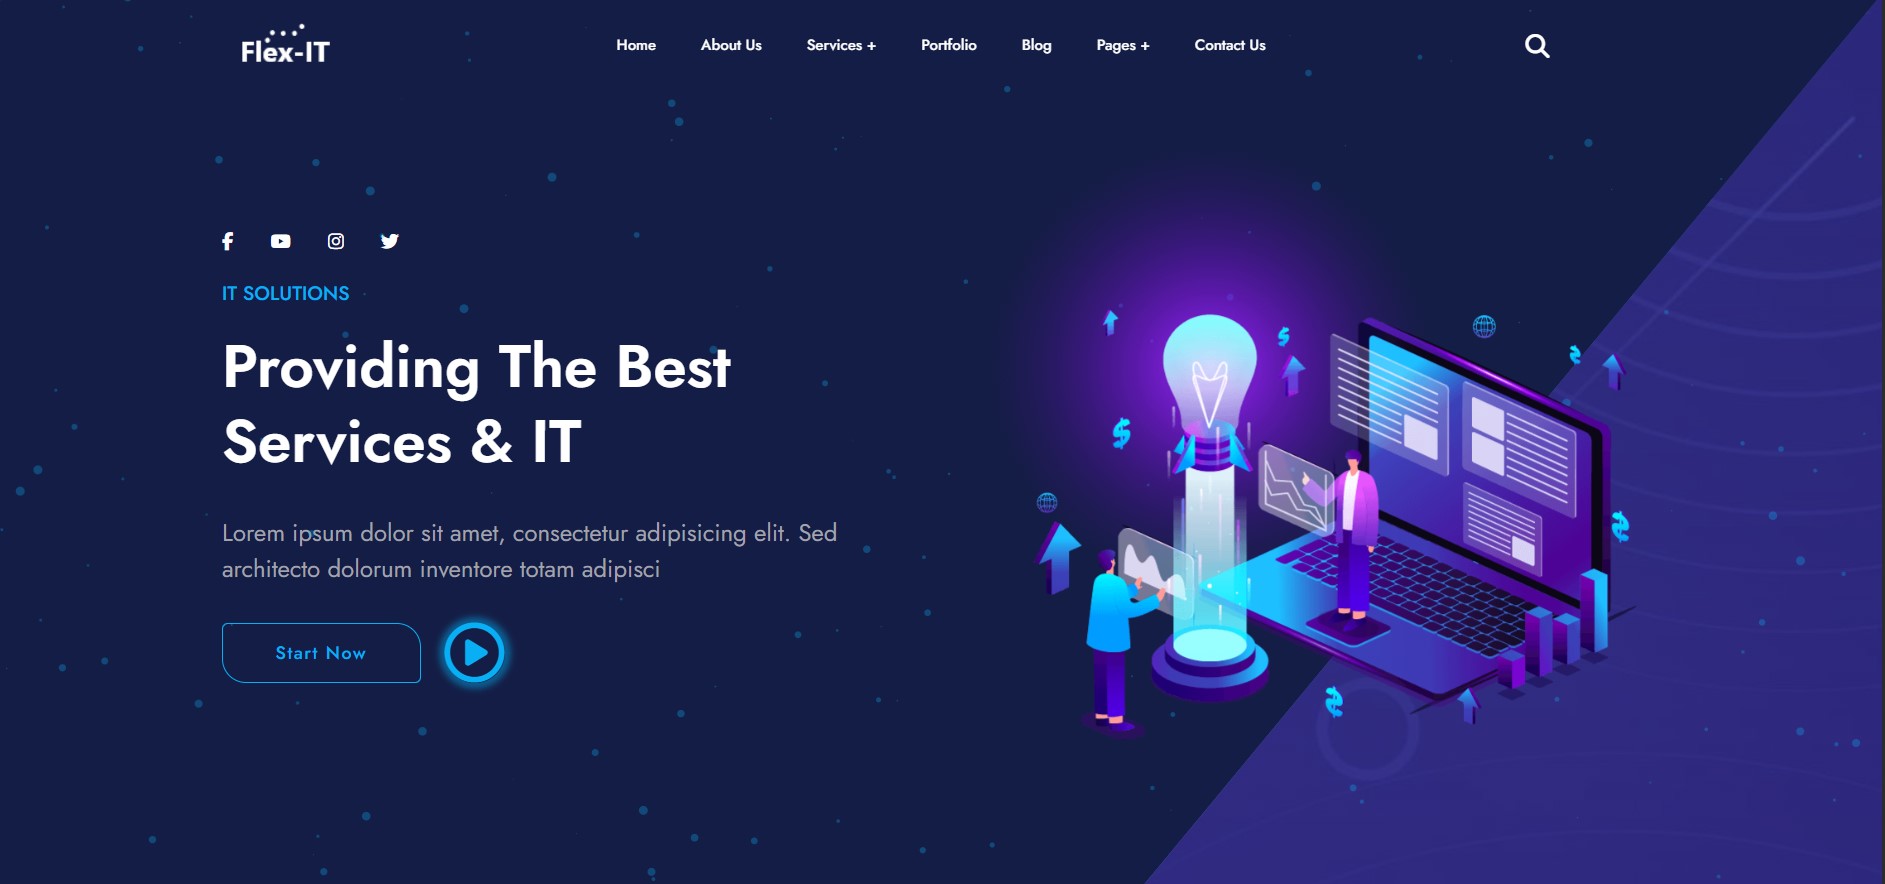 Flex-IT
Home About Us Services + Portfolio Blog Pages + Contact Us
IT SOLUTIONS
Providing The Best
Services & IT
Lorem ipsum dolor sit amet, consectetur adipisicing elit. Sed
architecto dolorum inventore totam adipisci
Start Now